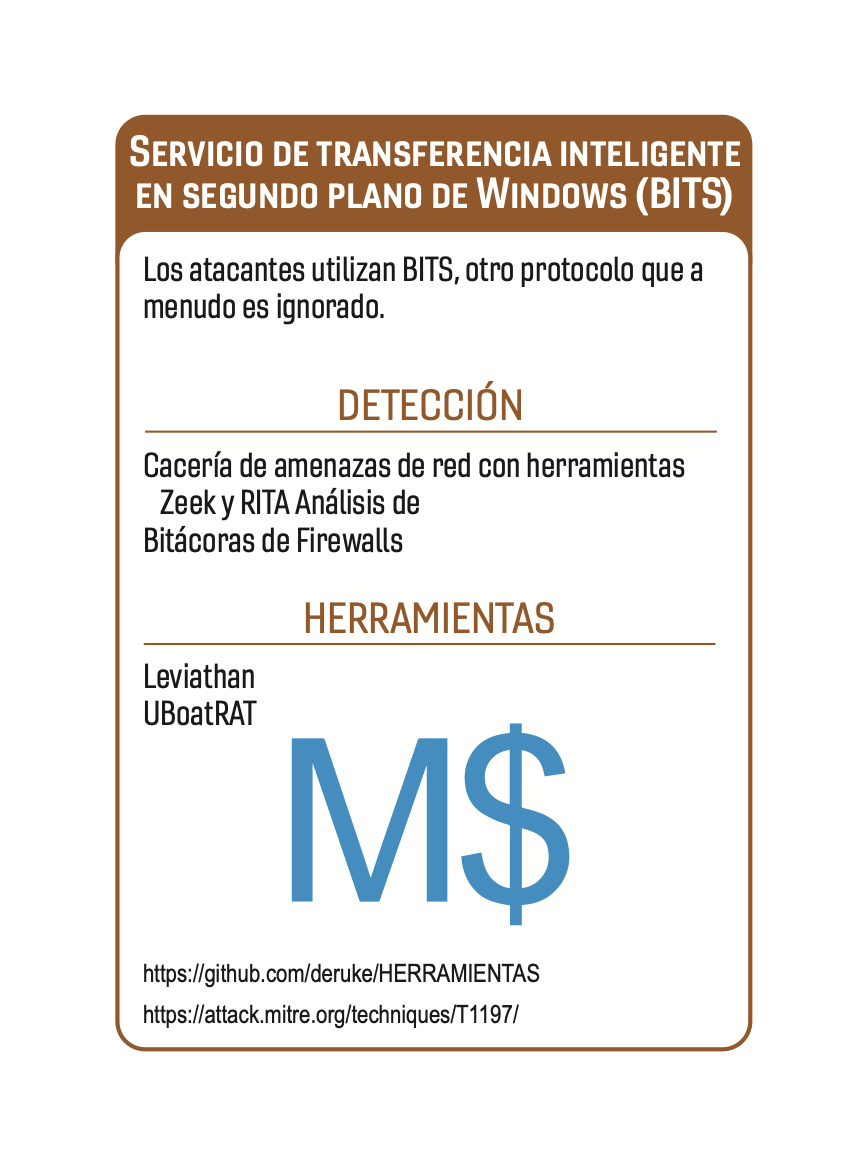 Servicio de transferencia inteligente
en segundo plano de Windows (BITS)
Los atacantes utilizan BITS, otro protocolo que a
menudo es ignorado.
DETECCIÓN
Cacería de amenazas de red con herramientas
Zeek y RITA Análisis de
Bitácoras de Firewalls
HERRAMIENTAS
Leviathan
UBoatRAT
M$
https://github.com/deruke/HERRAMIENTAS
https://attack.mitre.org/techniques/T1197/